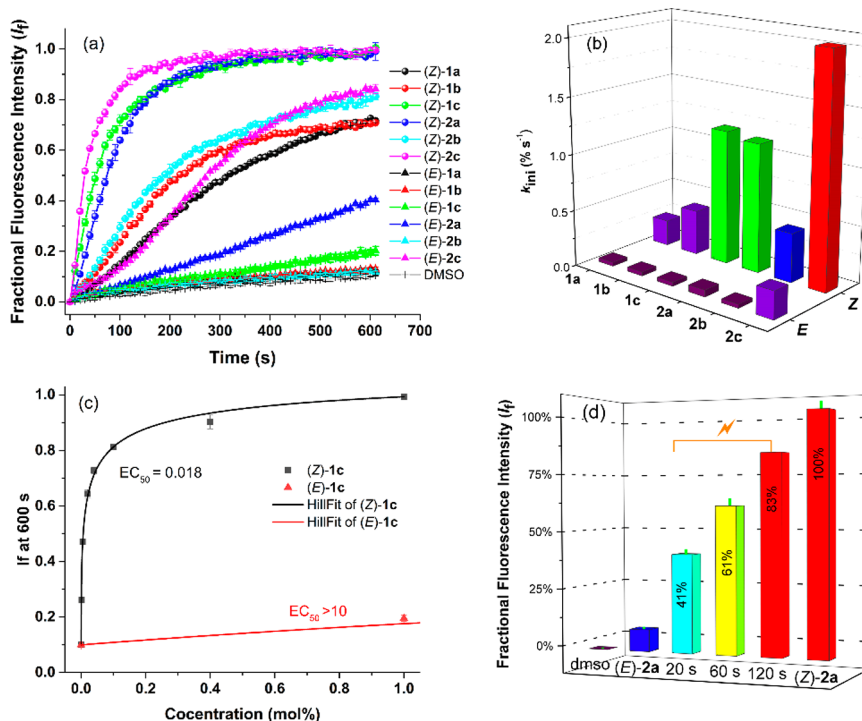 (a)
Fractional Fluorescence Intensity (If)
1.0
0.8
0.6
0.4
0.2
0.0
0 100 200 300 400 500 600 700
Time (s)
(Z)-1a
(Z)-1b
(Z)-1c
(Z)-2a
(Z)-2b
(Z)-2c
(E)-1a
(E)-1b
(E)-1c
(E)-2a
(E)-2b
(E)-2c
DMSO
(b)
kini (% s-1)
2.0
1.5
1.0
0.5
0.0
1a
1b
1c
2a
2b
2c
E
Z
(c)
If at 600 s
1.0
0.8
0.6
0.4
0.2
0.0
EC50 = 0.018
(Z)-1c
(E)-1c
HillFit of (Z)-1c
HillFit of (E)-1c
EC50 >10
0.0 0.2 0.4 0.6 0.8 1.0
Cocentration (mol%)
(d)
Fractional Fluorescence Intensity (If)
100%
75%
50%
25%
0%
41%
61%
83%
100%
dmso (E)-2a 20 s 60 s 120 s (Z)-2a